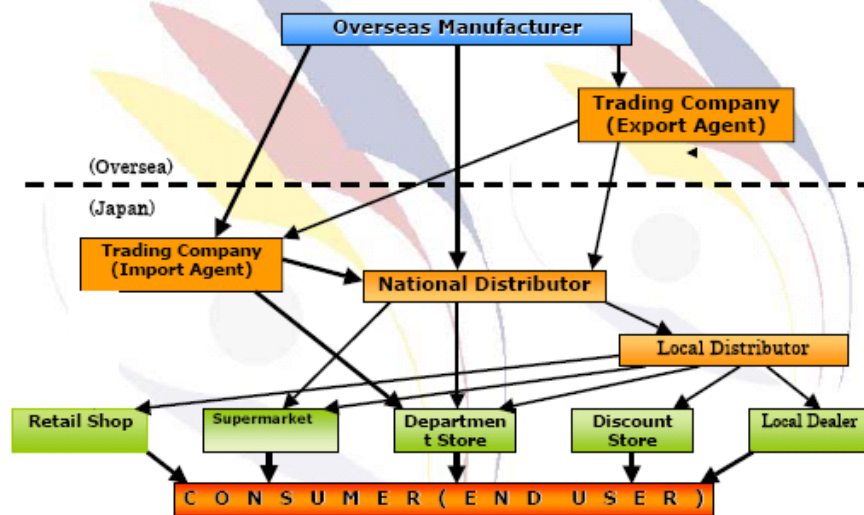 Overseas Manufacturer
Trading Company
(Export Agent)
(Oversea)
(Japan)
Trading Company
(Import Agent)
National Distributor
Local Distributor
Retail Shop
Supermarket
Departmen
t Store
Discount
Store
Local Dealer
C O N S U M E R ( E N D U S E R )